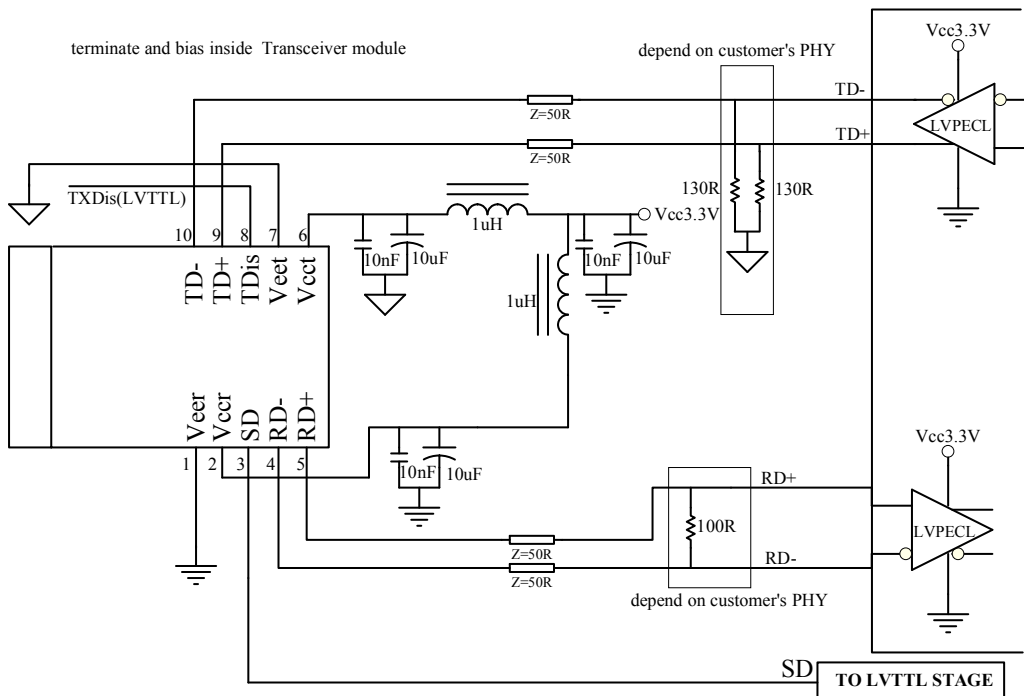 terminate and bias inside Transceiver module
depend on customer's PHY
Vcc3.3V
TD-
Z=50R
LVPECL
TD+
Z=50R
TXDis(LVTTL)
130R
130R
Vcc3.3V
1uH
10 9 8 7 6
10nF
10uF
10nF
10uF
TD-
TD+
TDis
Veet
Vcct
1uH
Veer
Vccr
SD
RD-
RD+
1 2 3 4 5
10nF
10uF
Vcc3.3V
RD+
100R
LVPECL
Z=50R
RD-
Z=50R
depend on customer's PHY
SD
TO LVTTL STAGE